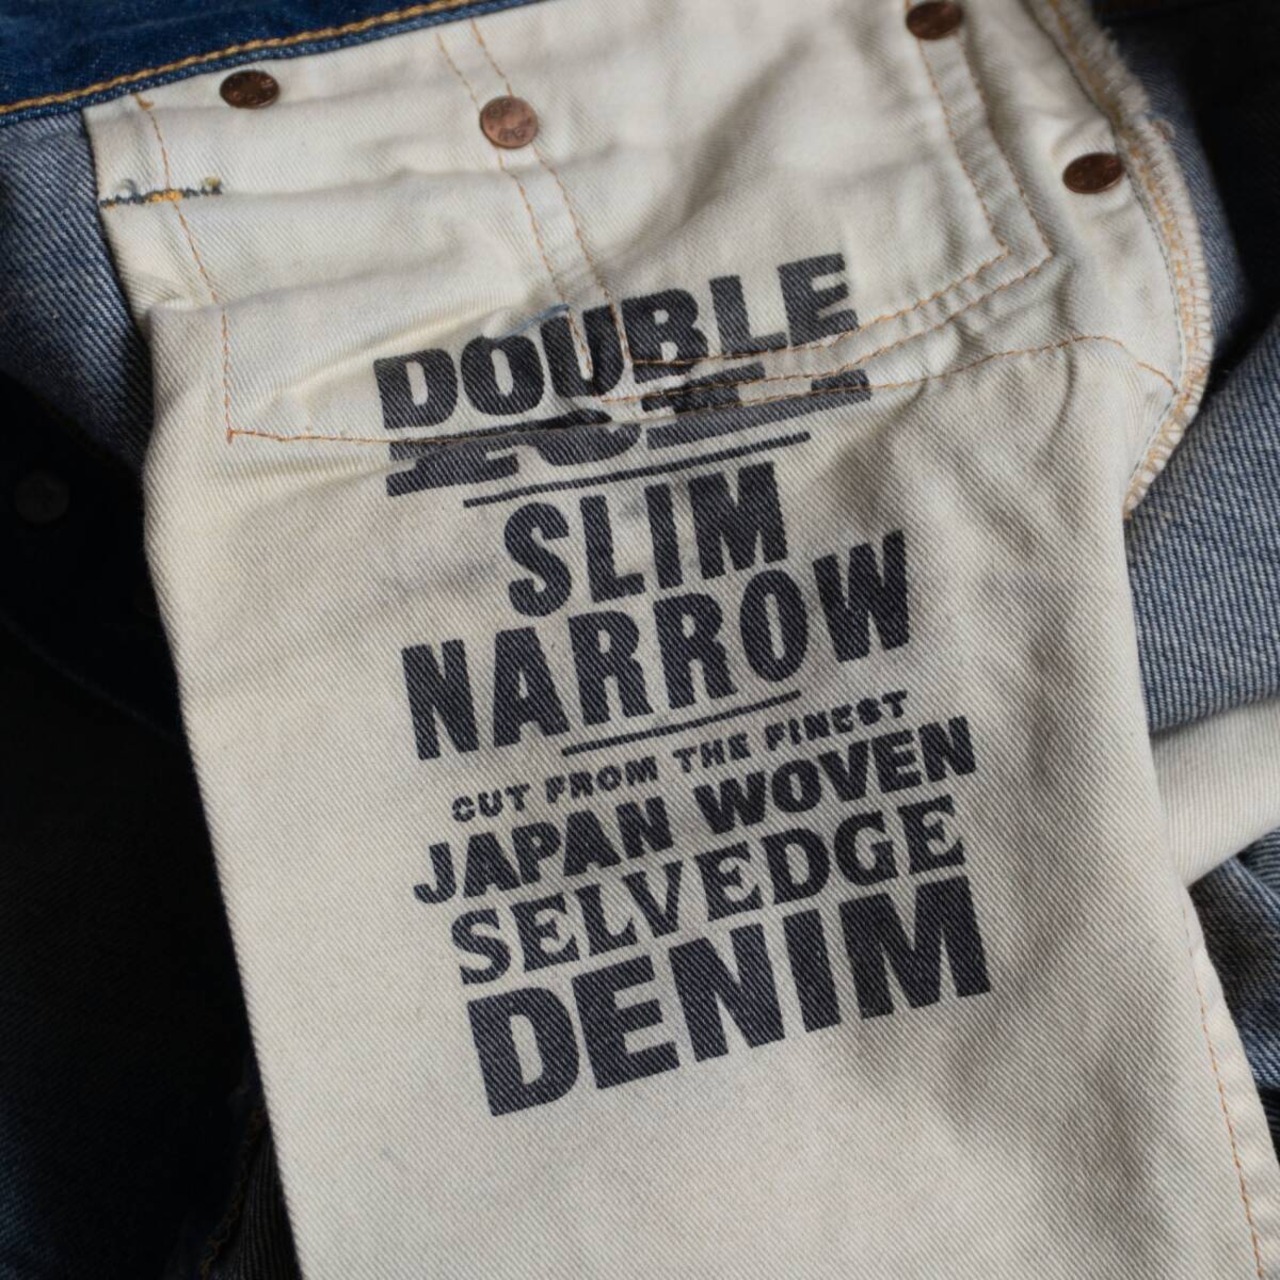 DOUBLE
SLIM
NARROW
CUT FROM THE FINEST
JAPAN WOVEN
SELVEDGE
DENIM